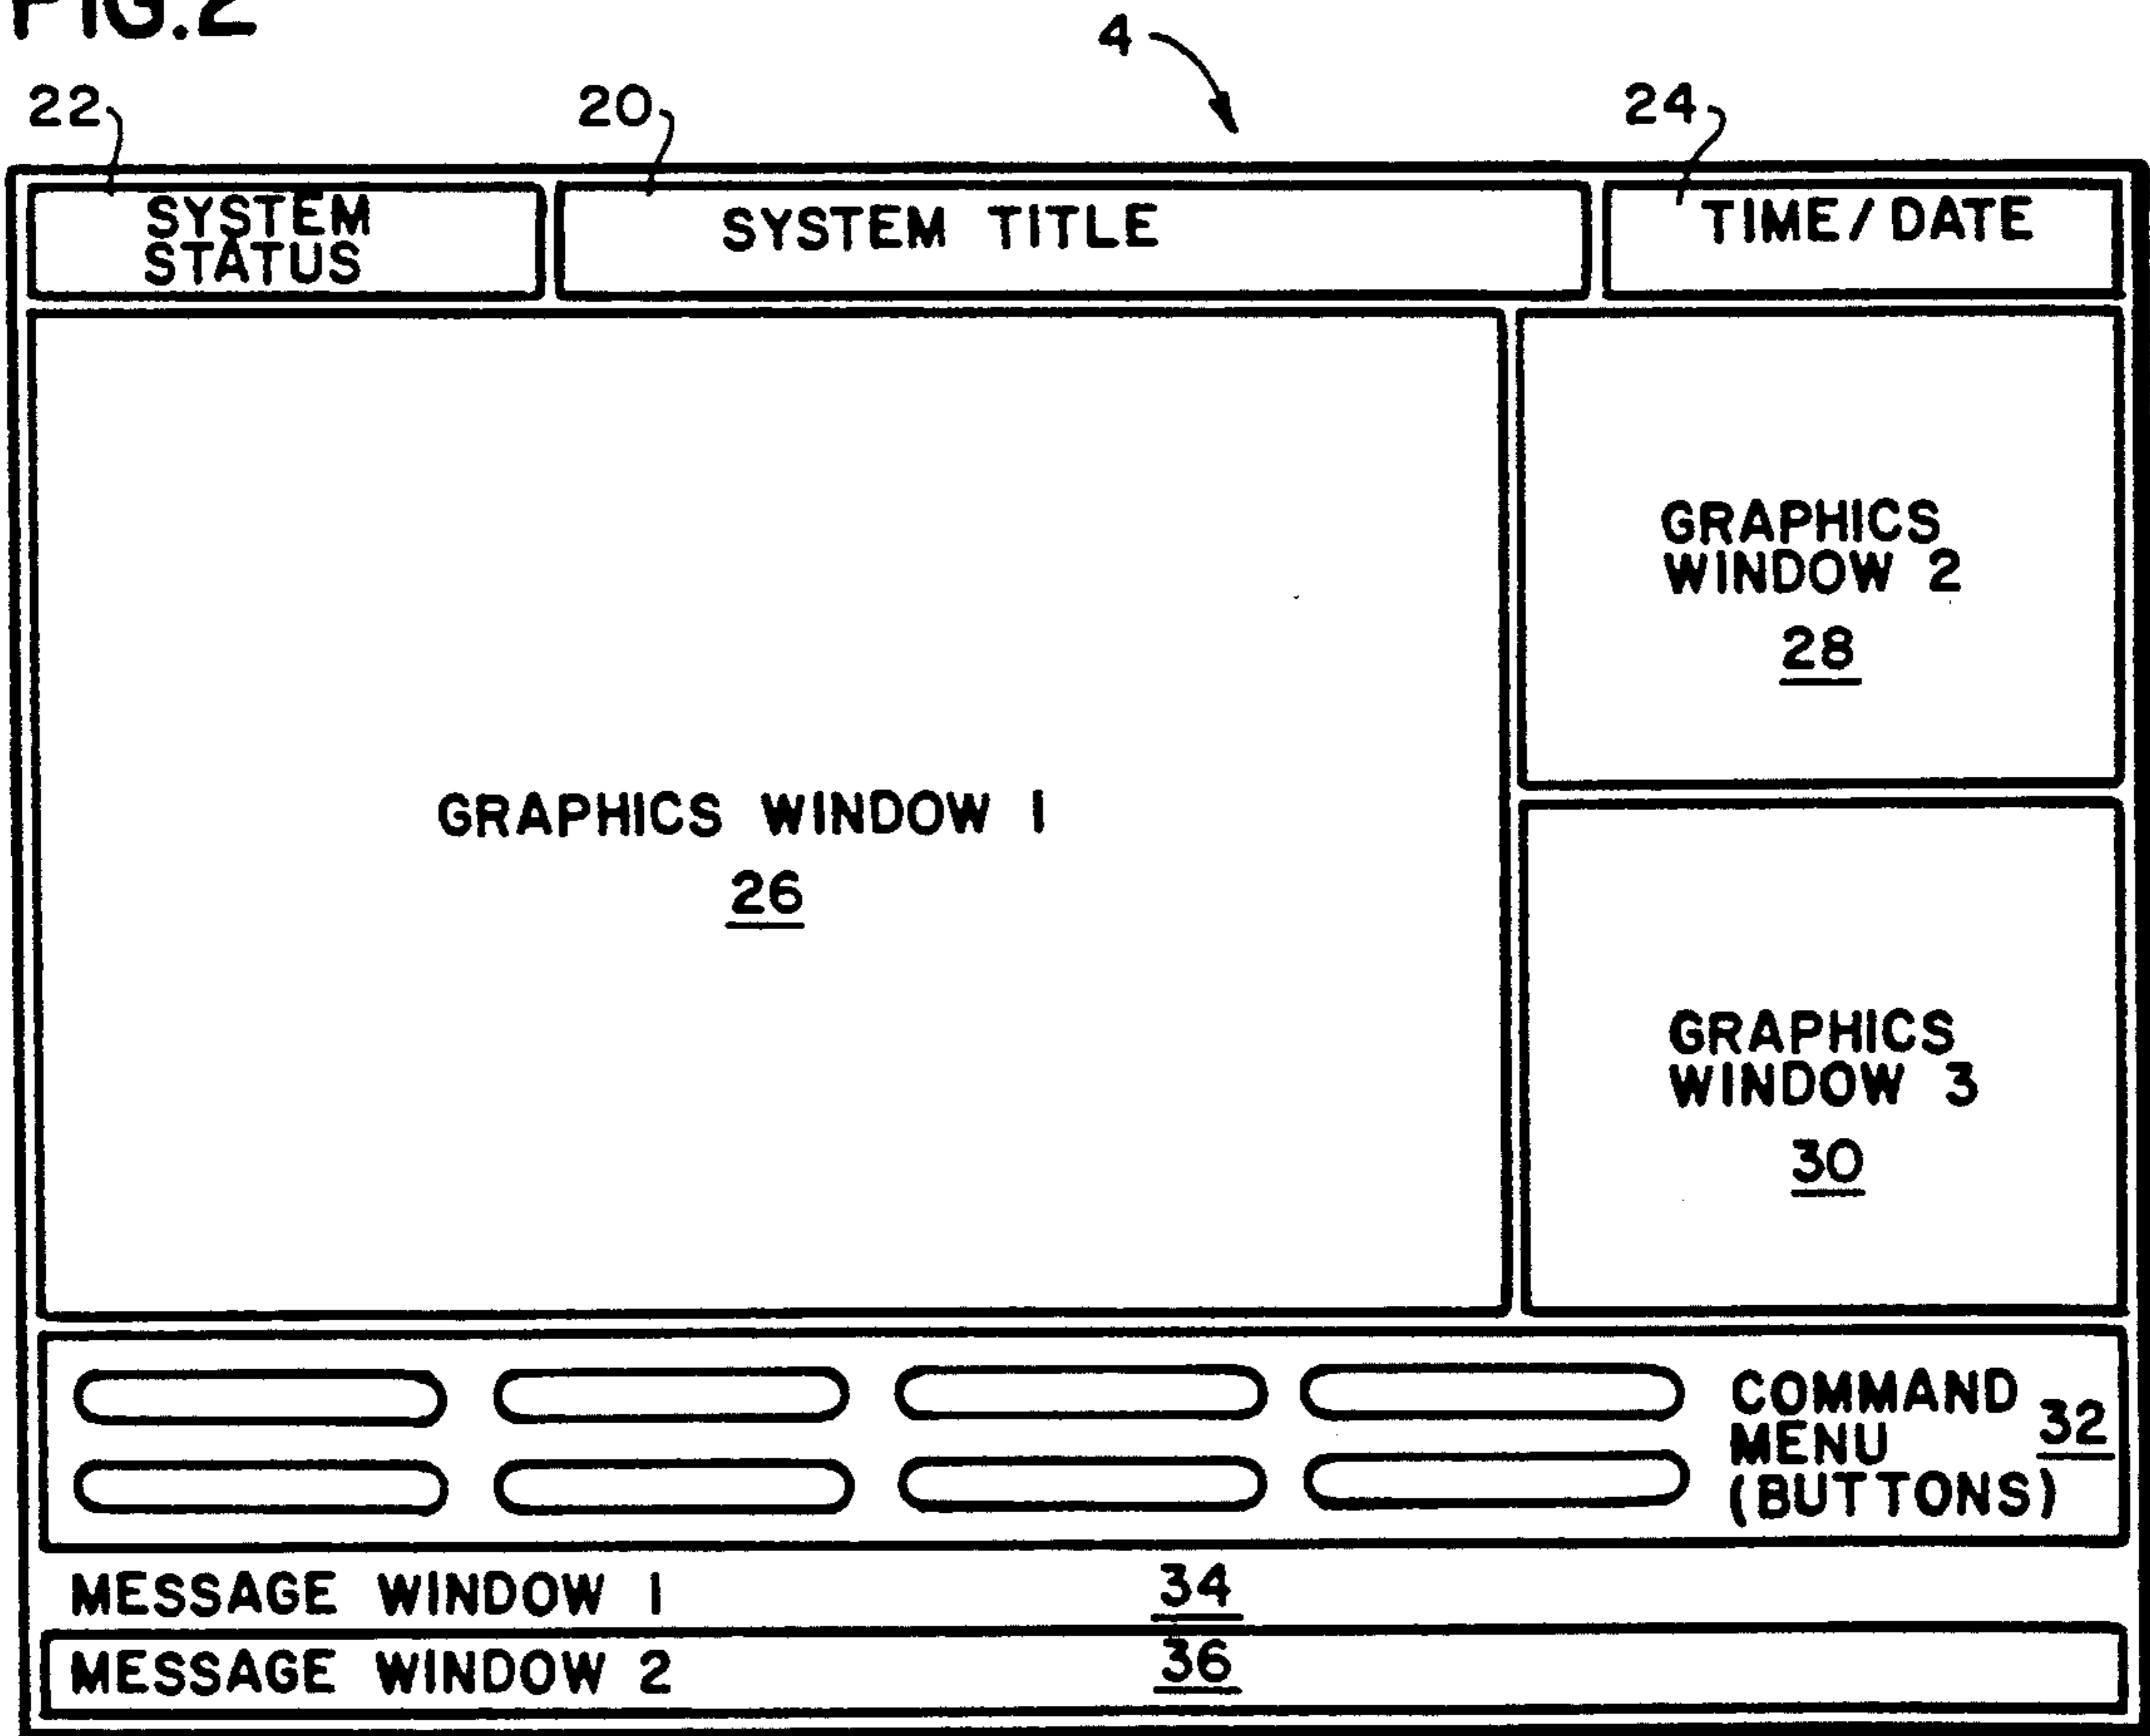 FIG.2
4
22
20
24
SYSTEM
STATUS
SYSTEM TITLE
TIME/DATE
GRAPHICS
WINDOW 2
28
GRAPHICS WINDOW 1
26
GRAPHICS
WINDOW 3
30
COMMAND
MENU
(BUTTONS)
32
MESSAGE WINDOW 1
34
MESSAGE WINDOW 2
36